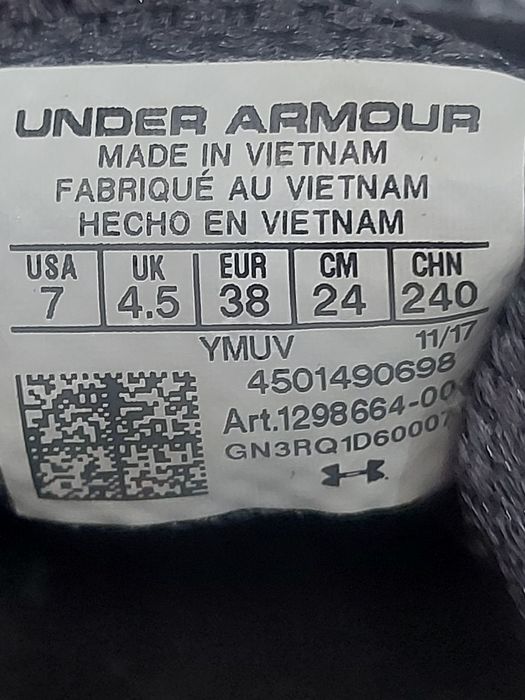 UNDER ARMOUR
MADE IN VIETNAM
FABRIQUÉ AU VIETNAM
HECHO EN VIETNAM
USA UK EUR CM CHN
7 4.5 38 24 240
YMUV 11/17
4501490698
Art.1298664-00
GN3RQ1D60007